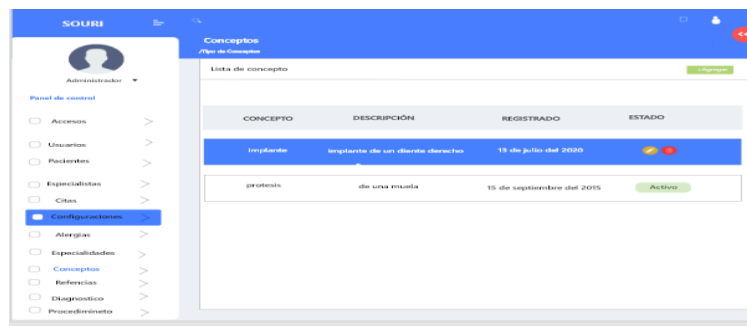 SOURI
Conceptos
/Tipo de Conceptos
Administrador
Lista de concepto
+Agregar
Panel de control
Accesos
Usuarios
Pacientes
Especialistas
Citas
Configuraciones
Alergias
Especialidades
Conceptos
Refencias
Diagnostico
Procedimineto
CONCEPTO DESCRIPCIÓN REGISTRADO ESTADO
implante implante de un diente derecho 15 de julio del 2020
protesis de una muela 15 de septiembre del 2015 Activo